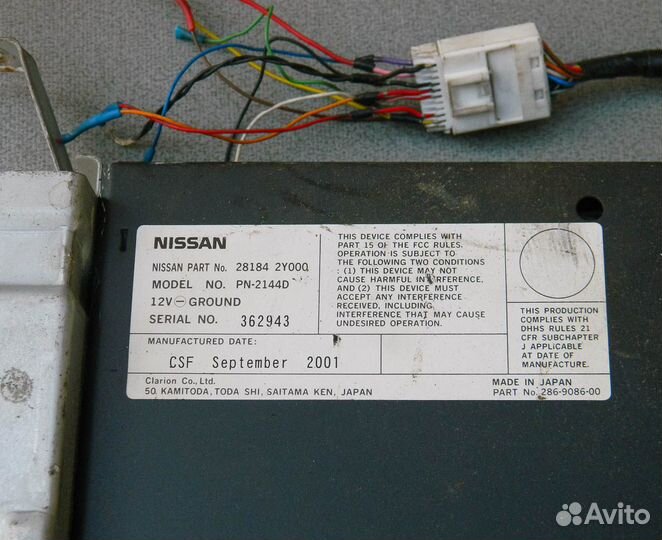 NISSAN
NISSAN PART No. 28184 2Y000
MODEL NO. PN-2144D
12V ⊖ GROUND
SERIAL NO. 362943
THIS DEVICE COMPLIES WITH
PART 15 OF THE FCC RULES.
OPERATION IS SUBJECT TO
THE FOLLOWING TWO CONDITIONS
: (1) THIS DEVICE MAY NOT
CAUSE HARMFUL INTERFERENCE,
AND (2) THIS DEVICE MUST
ACCEPT ANY INTERFERENCE
RECEIVED, INCLUDING
INTERFERENCE THAT MAY CAUSE
UNDESIRED OPERATION.
THIS PRODUCTION
COMPLIES WITH
DHHS RULES 21
CFR SUBCHAPTER
J APPLICABLE
AT DATE OF
MANUFACTURE.
MANUFACTURED DATE:
CSF September 2001
Clarion Co., Ltd.
50 KAMITODA, TODA SHI, SAITAMA KEN, JAPAN
MADE IN JAPAN
PART No. 286-9086-00
Avito